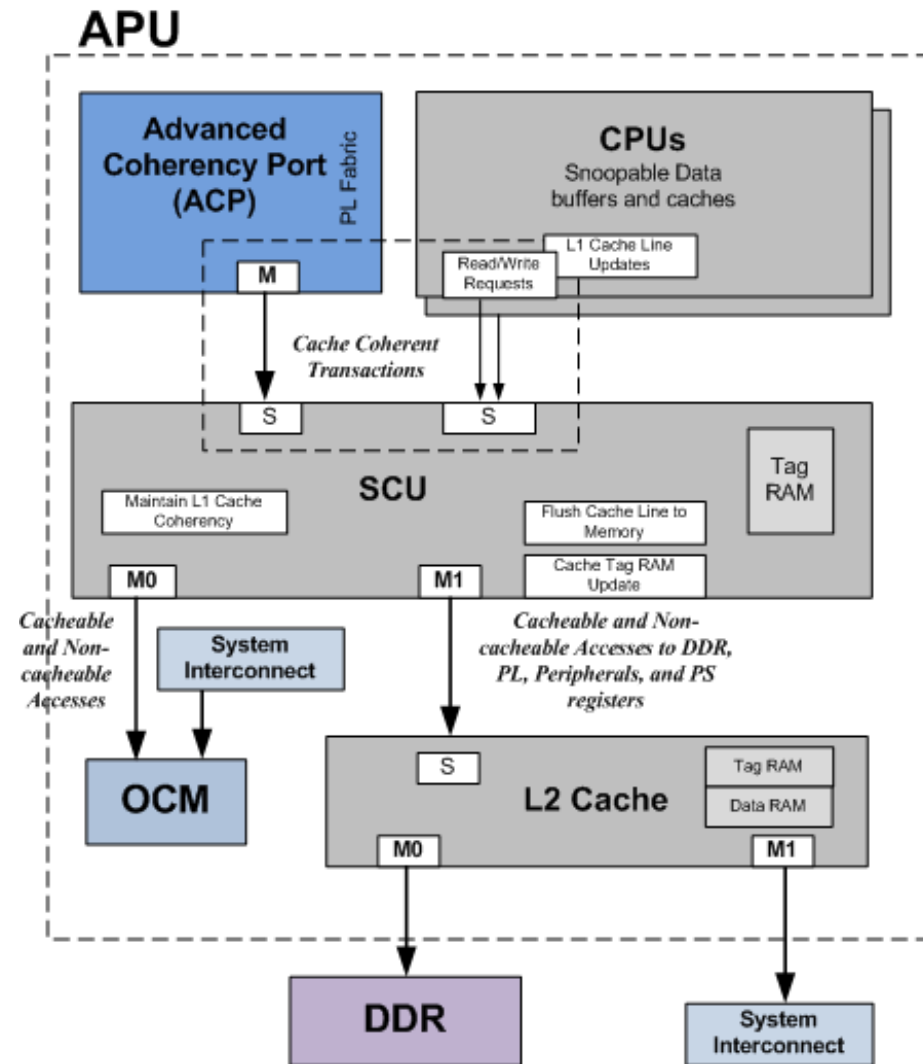 APU
Advanced
Coherency Port
(ACP)
PL Fabric
M
CPUs
Snoopable Data
buffers and caches
L1 Cache Line
Updates
Read/Write
Requests
Cache Coherent
Transactions
S
S
SCU
Tag
RAM
Maintain L1 Cache
Coherency
Flush Cache Line to
Memory
Cache Tag RAM
Update
M0
M1
Cacheable
and Non-
cacheable
Accesses
System
Interconnect
Cacheable and Non-
cacheable Accesses to DDR,
PL, Peripherals, and PS
registers
OCM
S
L2 Cache
Tag RAM
Data RAM
M0
M1
DDR
System
Interconnect